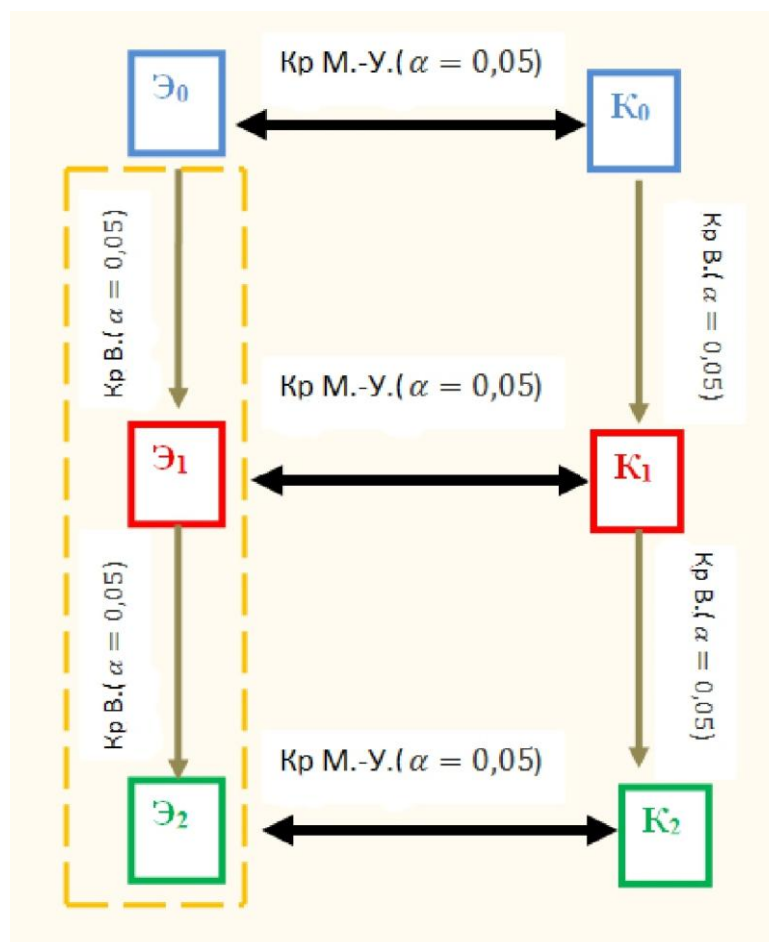 Кр М.-У.( α = 0,05)
Э₀
К₀
Кр В.( α = 0,05)
Кр В.( α = 0,05)
Кр М.-У.( α = 0,05)
Э₁
К₁
Кр В.( α = 0,05)
Кр В.( α = 0,05)
Кр М.-У.( α = 0,05)
Э₂
К₂